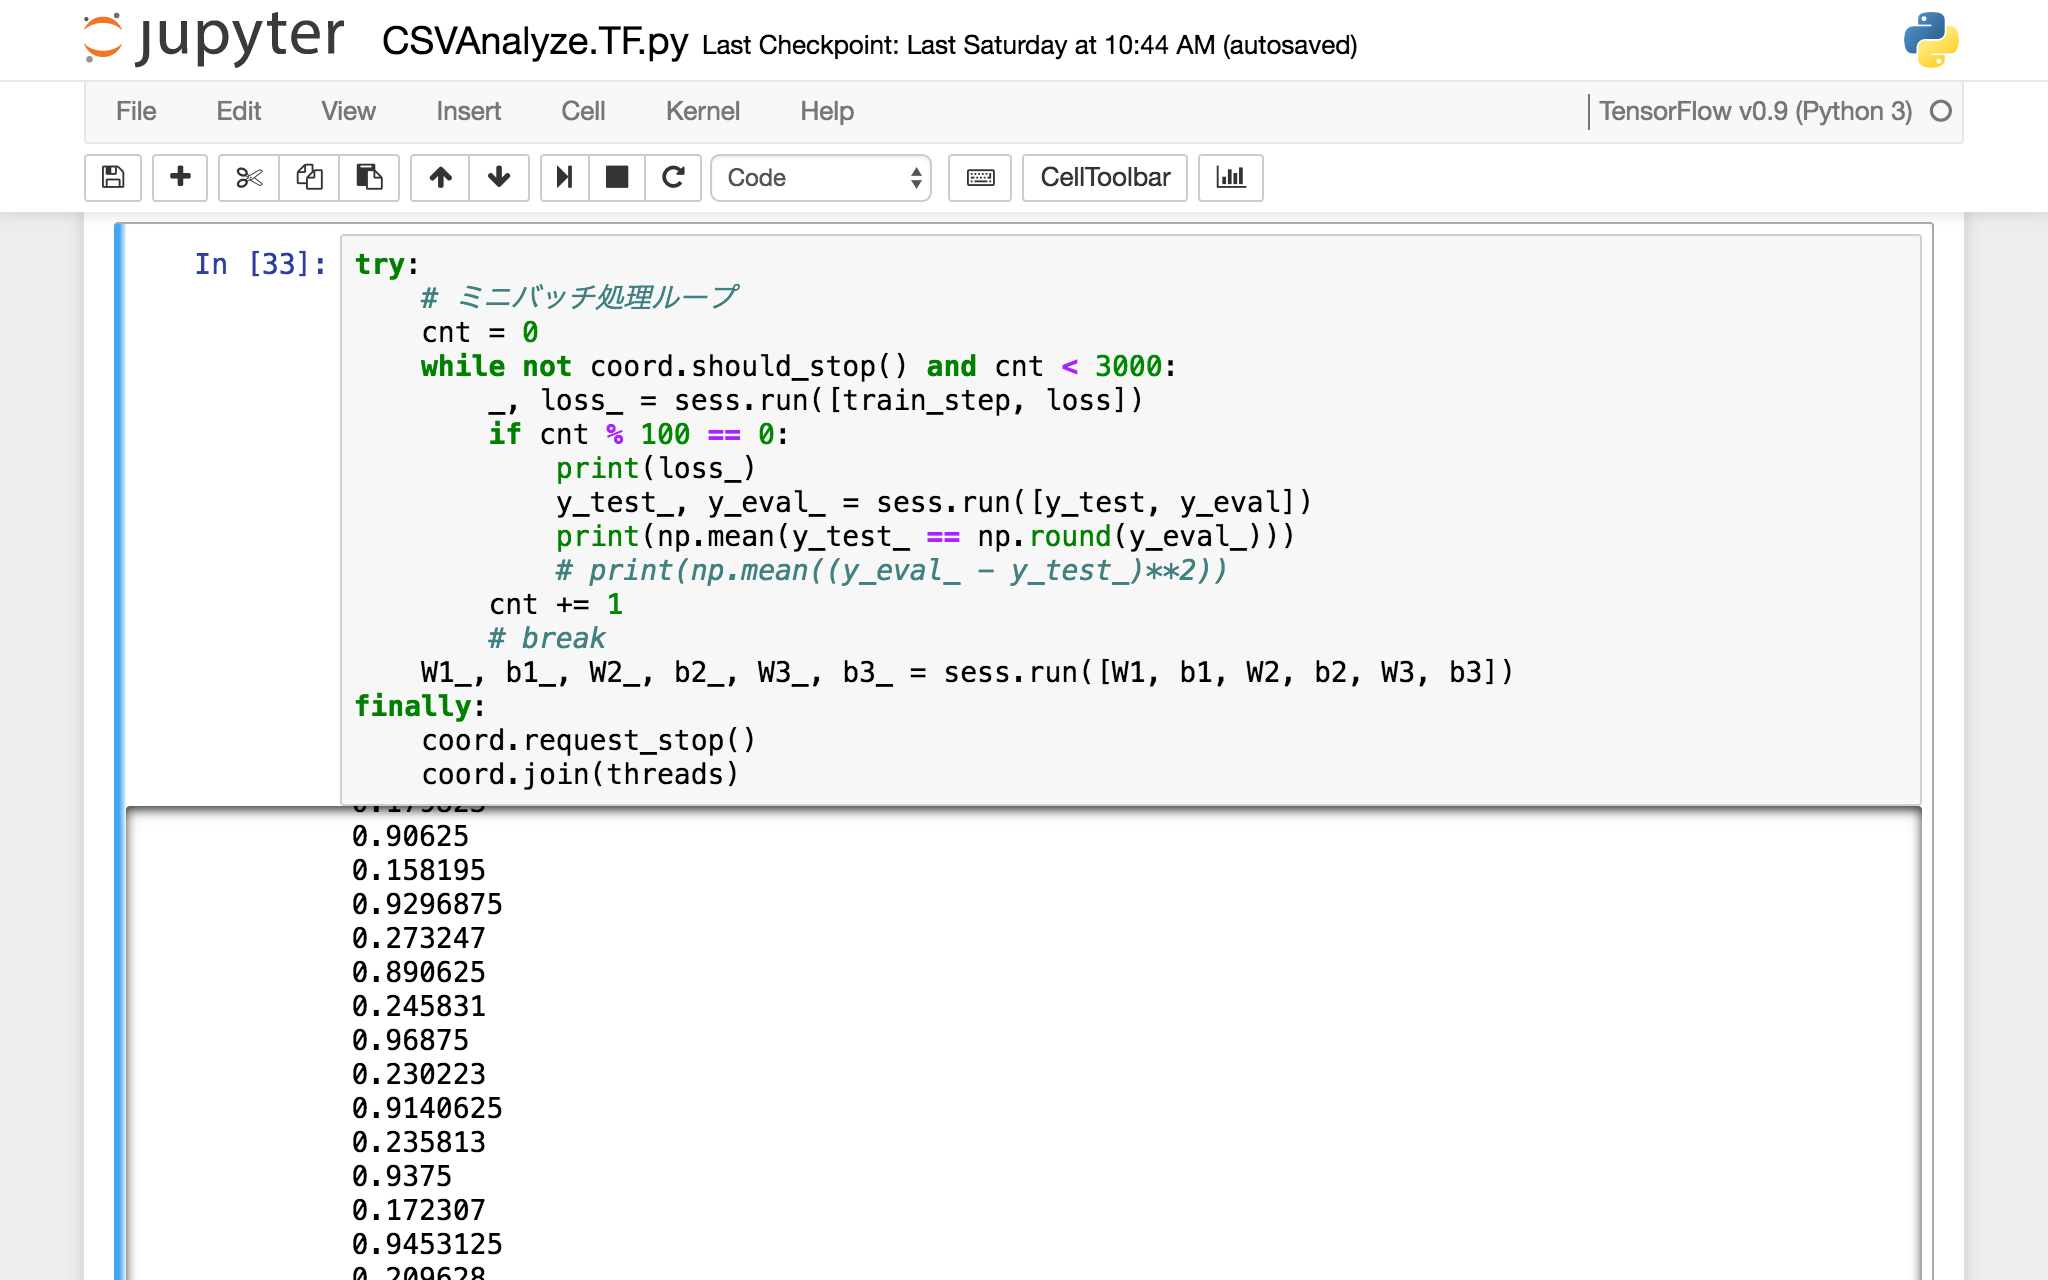 jupyter CSVAnalyze.TF.py Last Checkpoint: Last Saturday at 10:44 AM (autosaved)
File Edit View Insert Cell Kernel Help TensorFlow v0.9 (Python 3)
Code CellToolbar
In [33]: try:
    # ミニバッチ処理ループ
    cnt = 0
    while not coord.should_stop() and cnt < 3000:
        _, loss_ = sess.run([train_step, loss])
        if cnt % 100 == 0:
            print(loss_)
            y_test_, y_eval_ = sess.run([y_test, y_eval])
            print(np.mean(y_test_ == np.round(y_eval_)))
            # print(np.mean((y_eval_ - y_test_)**2))
        cnt += 1
        # break
    W1_, b1_, W2_, b2_, W3_, b3_ = sess.run([W1, b1, W2, b2, W3, b3])
finally:
    coord.request_stop()
    coord.join(threads)
0.90625
0.158195
0.9296875
0.273247
0.890625
0.245831
0.96875
0.230223
0.9140625
0.235813
0.9375
0.172307
0.9453125
0.209628